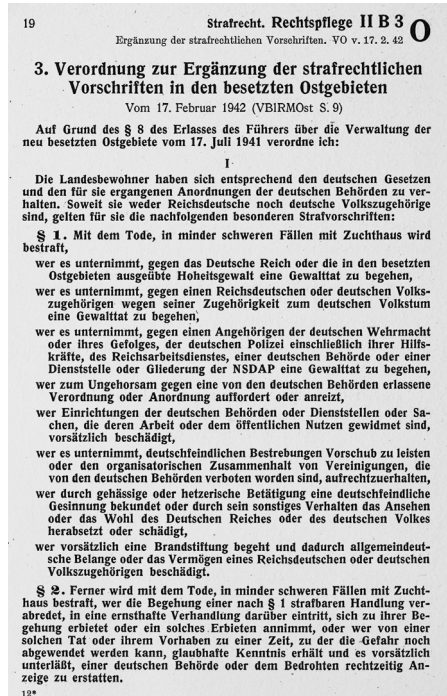 19 Strafrecht. Rechtspflege II B 3 O
Ergänzung der strafrechtlichen Vorschriften. VO v. 17. 2. 42
3. Verordnung zur Ergänzung der strafrechtlichen
Vorschriften in den besetzten Ostgebieten
Vom 17. Februar 1942 (VBlRMOst S. 9)
Auf Grund des § 8 des Erlasses des Führers über die Verwaltung der
neu besetzten Ostgebiete vom 17. Juli 1941 verordne ich:
I
Die Landesbewohner haben sich entsprechend den deutschen Gesetzen
und den für sie ergangenen Anordnungen der deutschen Behörden zu ver-
halten. Soweit sie weder Reichsdeutsche noch deutsche Volkszugehörige
sind, gelten für sie die nachfolgenden besonderen Strafvorschriften:
§ 1. Mit dem Tode, in minder schweren Fällen mit Zuchthaus wird
bestraft,
wer es unternimmt, gegen das Deutsche Reich oder die in den besetzten
Ostgebieten ausgeübte Hoheitsgewalt eine Gewalttat zu begehen,
wer es unternimmt, gegen einen Reichsdeutschen oder deutschen Volks-
zugehörigen wegen seiner Zugehörigkeit zum deutschen Volkstum
eine Gewalttat zu begehen,
wer es unternimmt, gegen einen Angehörigen der deutschen Wehrmacht
oder ihres Gefolges, der deutschen Polizei einschließlich ihrer Hilfs-
kräfte, des Reichsarbeitsdienstes, einer deutschen Behörde oder einer
Dienststelle oder Gliederung der NSDAP eine Gewalttat zu begehen,
wer zum Ungehorsam gegen eine von den deutschen Behörden erlassene
Verordnung oder Anordnung auffordert oder anreizt,
wer Einrichtungen der deutschen Behörden oder Dienststellen oder Sa-
chen, die deren Arbeit oder dem öffentlichen Nutzen gewidmet sind,
vorsätzlich beschädigt,
wer es unternimmt, deutschfeindlichen Bestrebungen Vorschub zu leisten
oder den organisatorischen Zusammenhalt von Vereinigungen, die
von den deutschen Behörden verboten worden sind, aufrechtzuerhalten,
wer durch gehässige oder hetzerische Betätigung eine deutschfeindliche
Gesinnung bekundet oder durch sein sonstiges Verhalten das Ansehen
oder das Wohl des Deutschen Reiches oder des deutschen Volkes
herabsetzt oder schädigt,
wer vorsätzlich eine Brandstiftung begeht und dadurch allgemeindeut-
sche Belange oder das Vermögen eines Reichsdeutschen oder deutschen
Volkszugehörigen beschädigt.
§ 2. Ferner wird mit dem Tode, in minder schweren Fällen mit Zucht-
haus bestraft, wer die Begehung einer nach § 1 strafbaren Handlung ver-
abredet, in eine ernsthafte Verhandlung darüber eintritt, sich zu ihrer Be-
gehung erbietet oder ein solches Erbieten annimmt, oder wer von einer
solchen Tat oder ihrem Vorhaben zu einer Zeit, zu der die Gefahr noch
abgewendet werden kann, glaubhafte Kenntnis erhält und es vorsätzlich
unterläßt, einer deutschen Behörde oder dem Bedrohten rechtzeitig An-
zeige zu erstatten.
12*